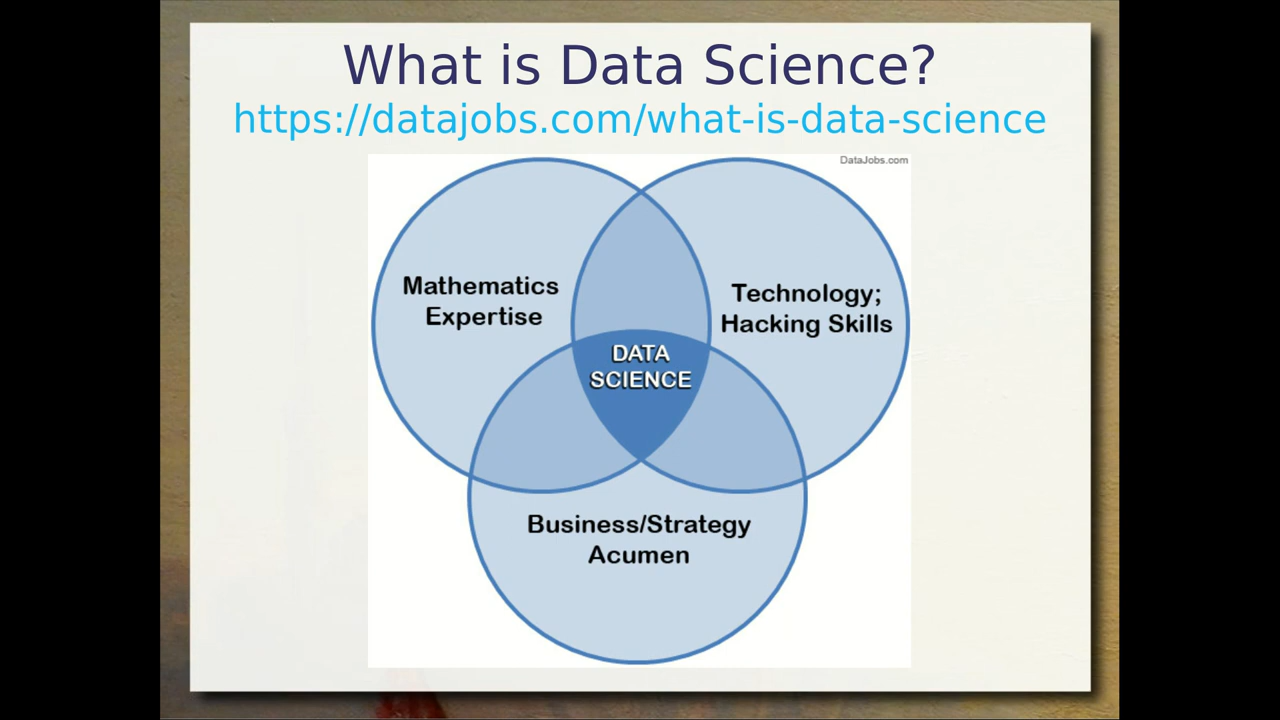 What is Data Science?
https://datajobs.com/what-is-data-science
DataJobs.com
Mathematics
Expertise
Technology;
Hacking Skills
DATA
SCIENCE
Business/Strategy
Acumen